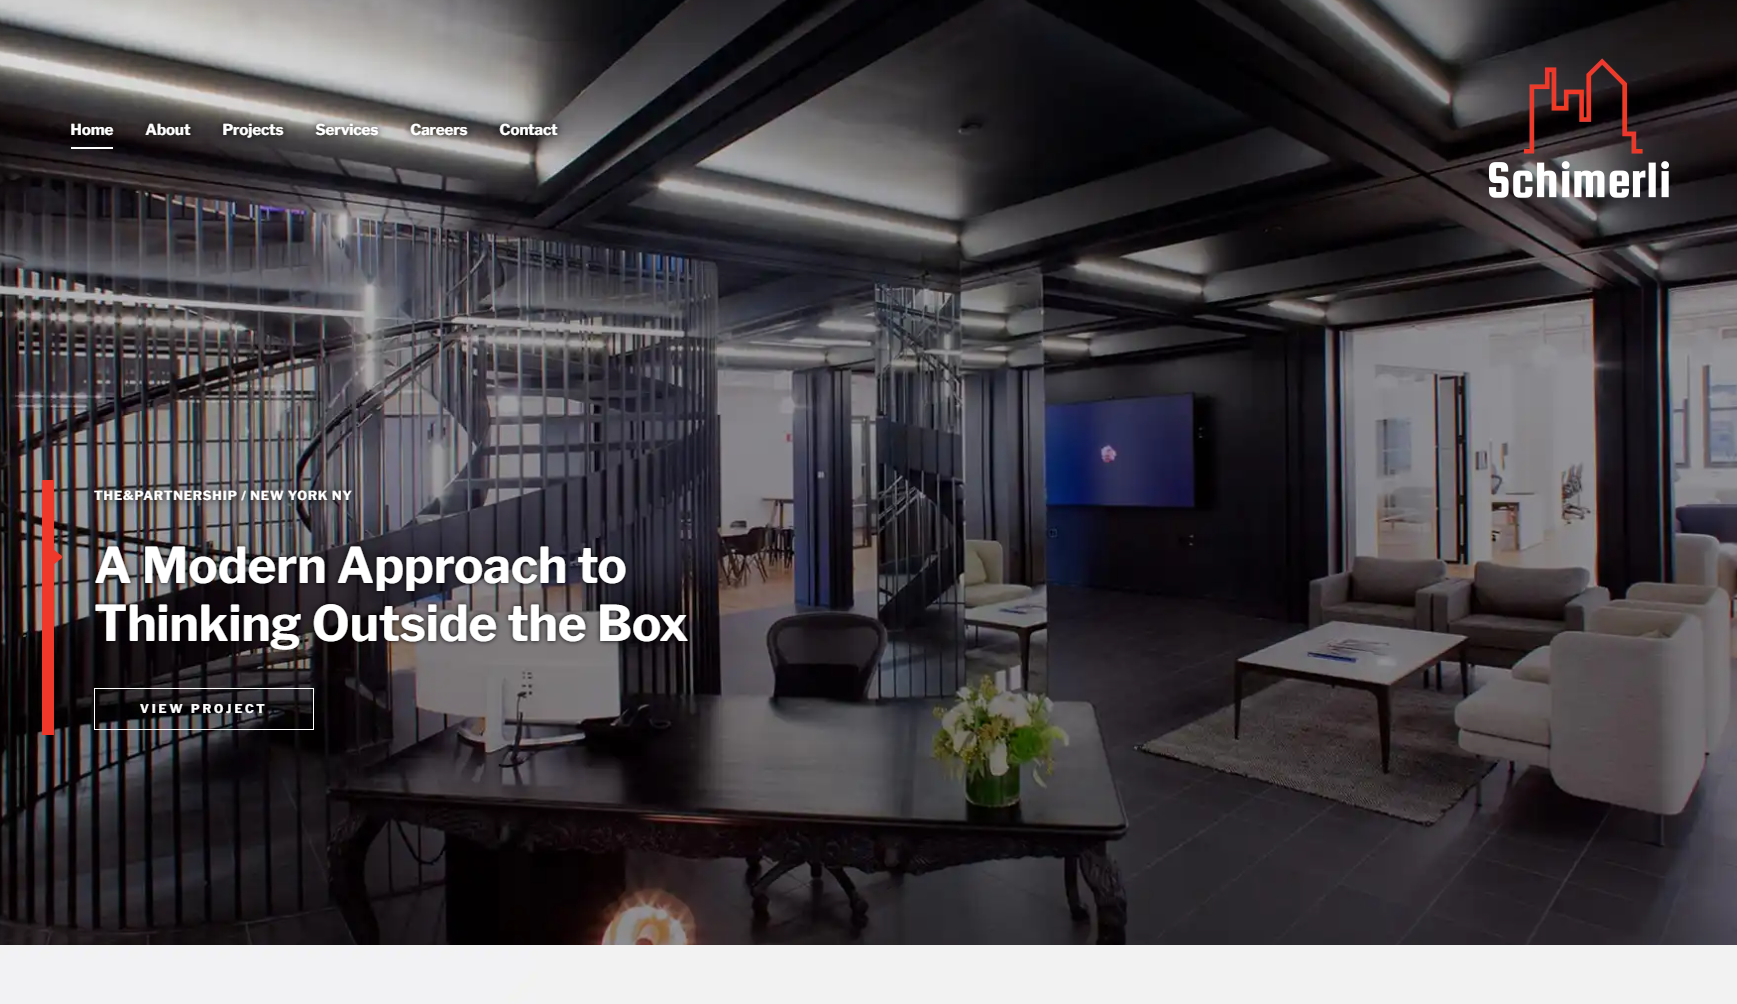 Home About Projects Services Careers Contact
Schimerli
THE&PARTNERSHIP / NEW YORK NY
A Modern Approach to
Thinking Outside the Box
VIEW PROJECT